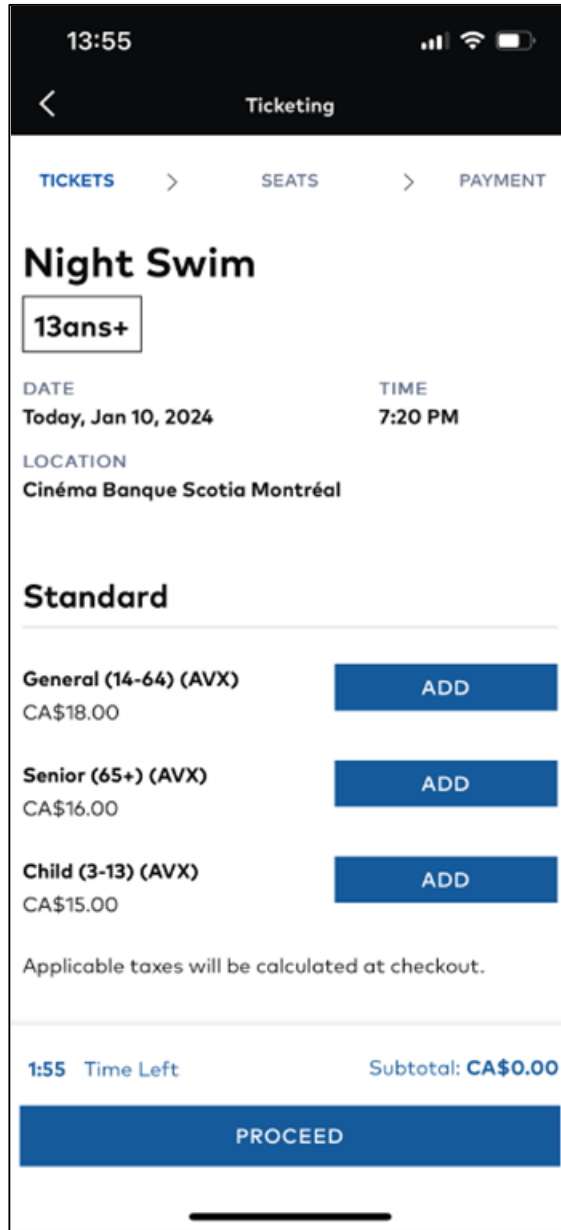 13:55
Ticketing
TICKETS > SEATS > PAYMENT
Night Swim
13ans+
DATE TIME
Today, Jan 10, 2024 7:20 PM
LOCATION
Cinéma Banque Scotia Montréal
Standard
General (14-64) (AVX) ADD
CA$18.00
Senior (65+) (AVX) ADD
CA$16.00
Child (3-13) (AVX) ADD
CA$15.00
Applicable taxes will be calculated at checkout.
1:55 Time Left Subtotal: CA$0.00
PROCEED